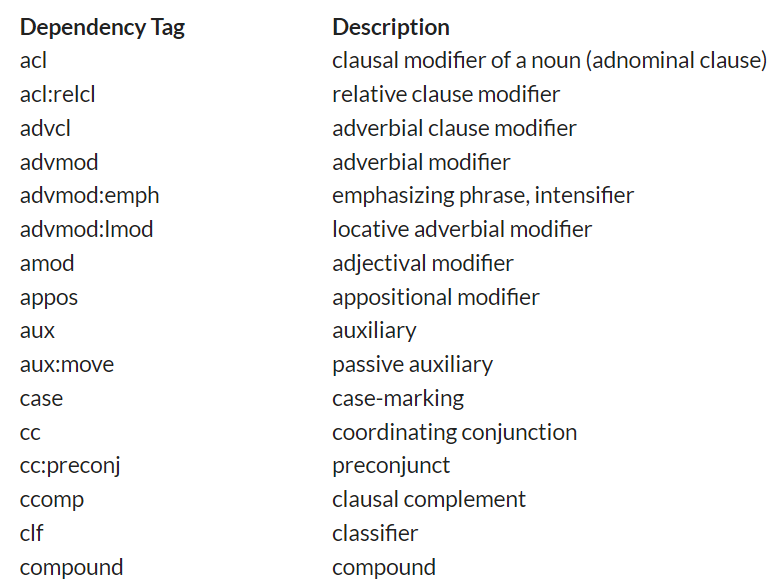 Dependency Tag Description
acl clausal modifier of a noun (adnominal clause)
acl:relcl relative clause modifier
advcl adverbial clause modifier
advmod adverbial modifier
advmod:emph emphasizing phrase, intensifier
advmod:lmod locative adverbial modifier
amod adjectival modifier
appos appositional modifier
aux auxiliary
aux:move passive auxiliary
case case-marking
cc coordinating conjunction
cc:preconj preconjunct
ccomp clausal complement
clf classifier
compound compound